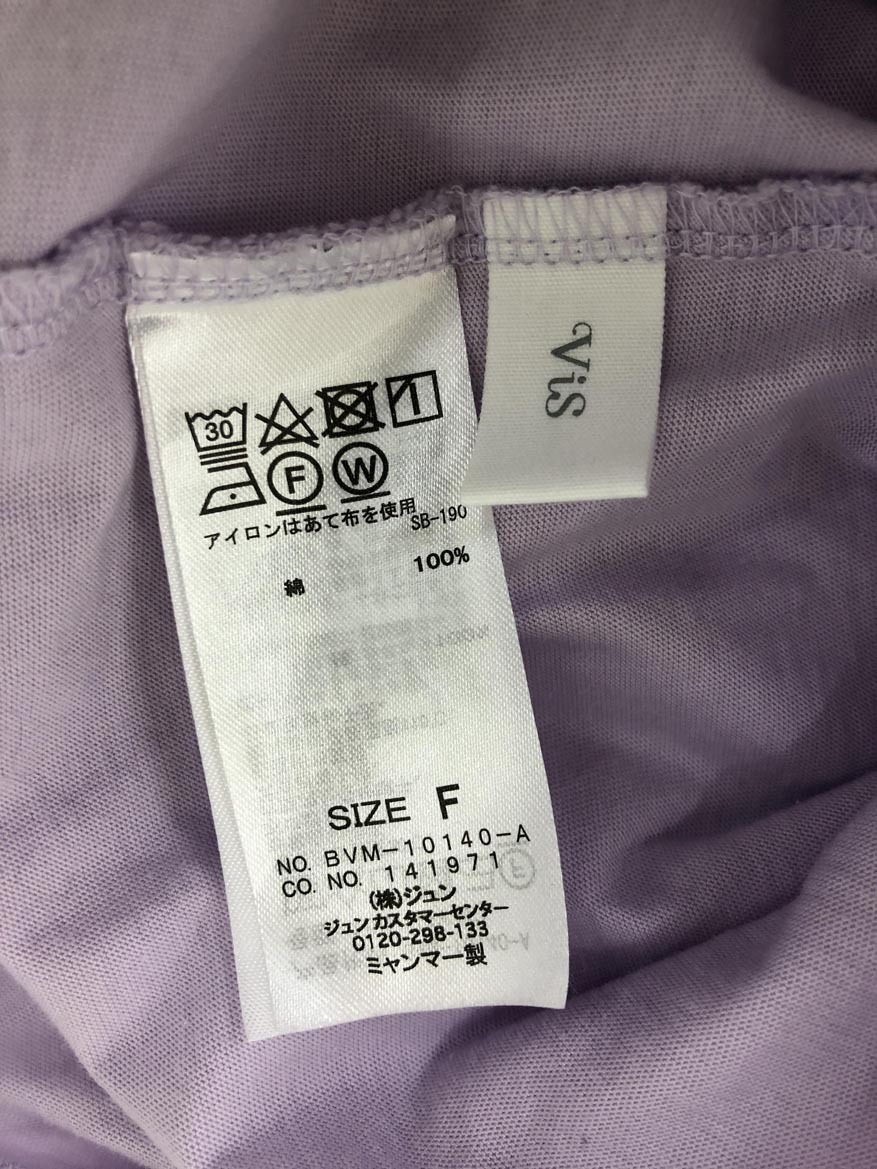 30
F W
アイロンはあて布を使用
SB-190
綿 100%
SIZE F
NO. BVM-10140-A
CO. NO. 141971
(株)ジュン
ジュン カスタマーセンター
0120-298-133
ミャンマー製
ViS